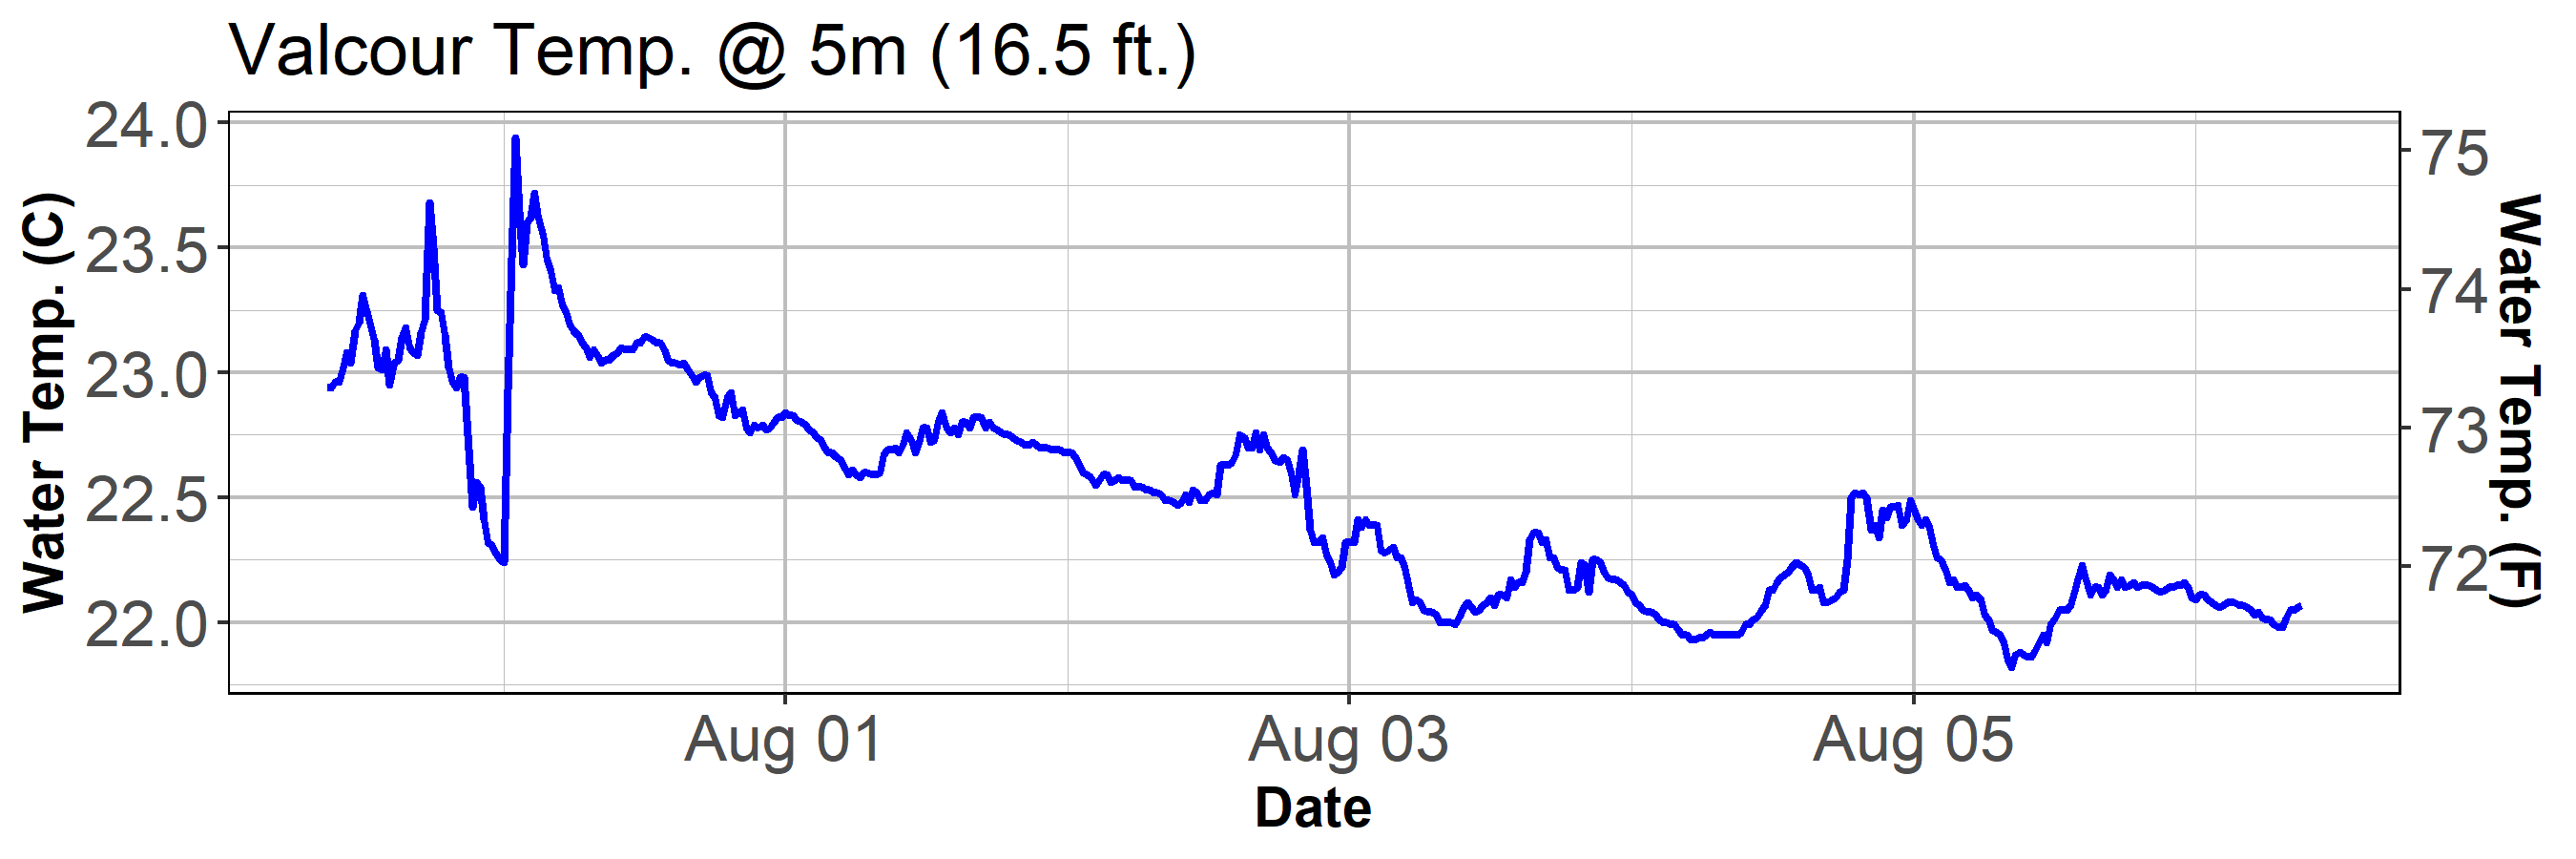 Valcour Temp. @ 5m (16.5 ft.)
Water Temp. (C)
24.0
23.5
23.0
22.5
22.0
75
74
73
72
Water Temp. (F)
Aug 01 Aug 03 Aug 05
Date